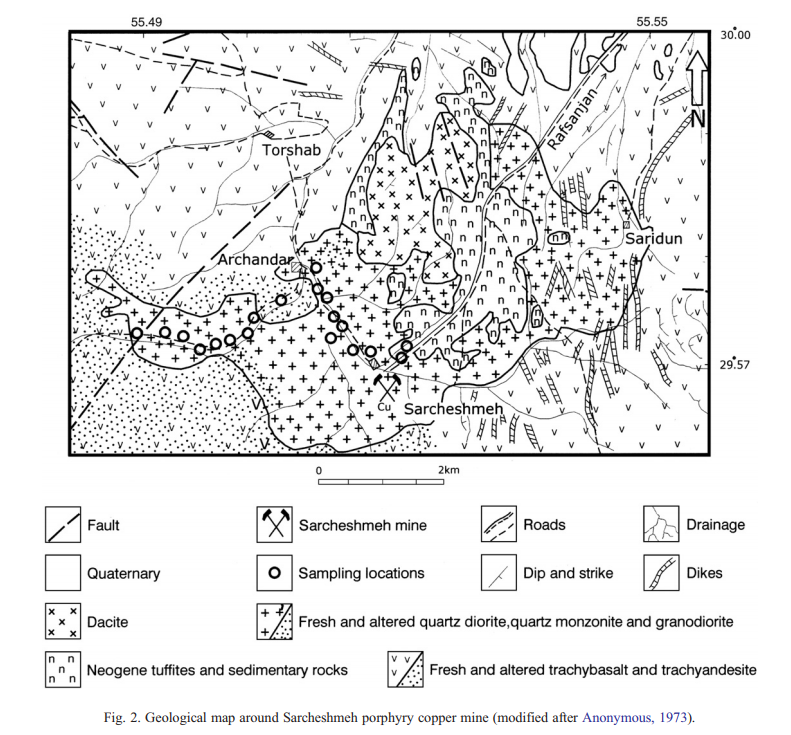 55.49 55.55
30.00
Rafsanjan
N
Torshab
Saridun
Archandar
29.57
Cu Sarcheshmeh
0 2km
Fault Sarcheshmeh mine Roads Drainage
Quaternary Sampling locations Dip and strike Dikes
Dacite Fresh and altered quartz diorite,quartz monzonite and granodiorite
Neogene tuffites and sedimentary rocks Fresh and altered trachybasalt and trachyandesite
Fig. 2. Geological map around Sarcheshmeh porphyry copper mine (modified after Anonymous, 1973).